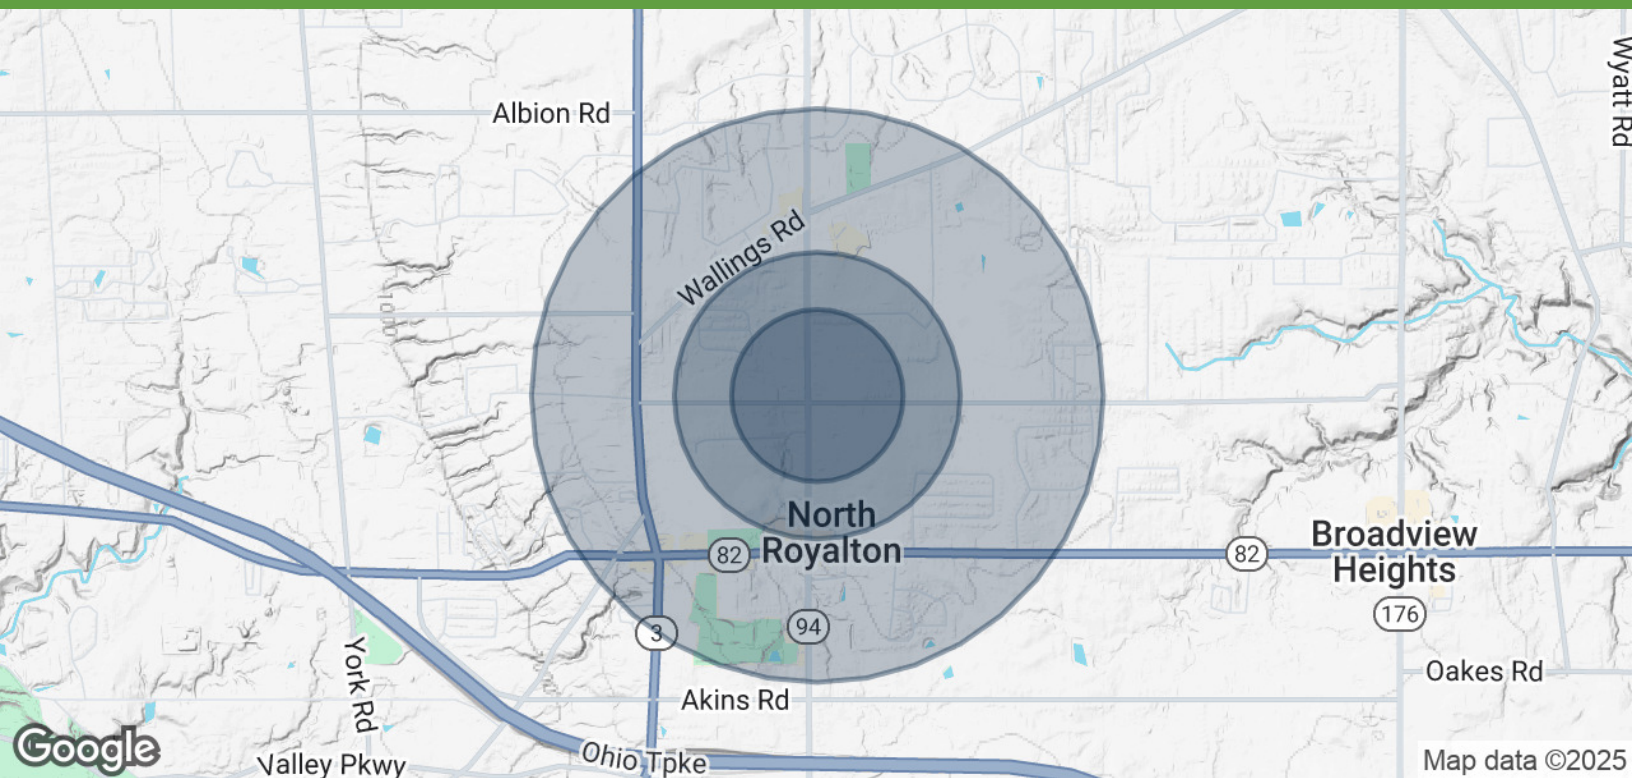 Wyatt Rd
Albion Rd
Wallings Rd
1000
North
Royalton
82
82
Broadview
Heights
176
3
94
York Rd
Oakes Rd
Akins Rd
Google
Valley Pkwy
Ohio Tpke
Map data ©2025